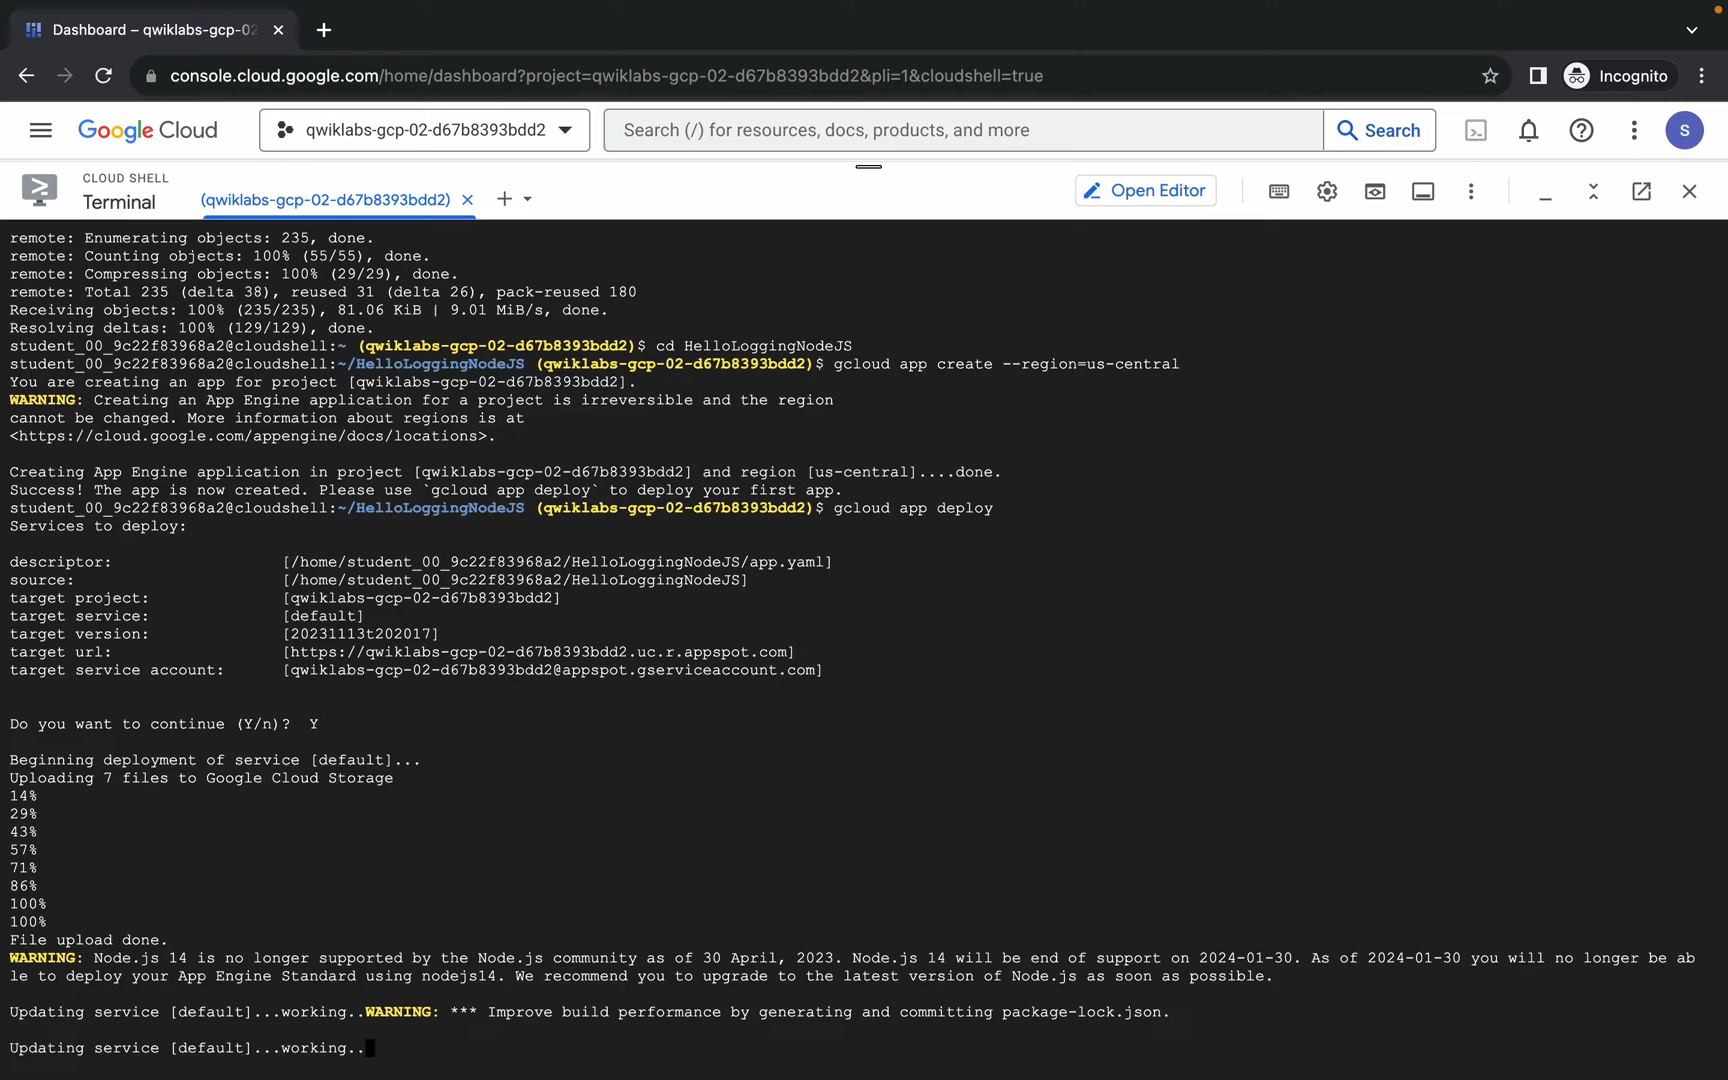 Dashboard – qwiklabs-gcp-02
console.cloud.google.com/home/dashboard?project=qwiklabs-gcp-02-d67b8393bdd2&pli=1&cloudshell=true
Incognito
Google Cloud
qwiklabs-gcp-02-d67b8393bdd2
Search (/) for resources, docs, products, and more
Search
S
CLOUD SHELL
Terminal
(qwiklabs-gcp-02-d67b8393bdd2)
Open Editor
remote: Enumerating objects: 235, done.
remote: Counting objects: 100% (55/55), done.
remote: Compressing objects: 100% (29/29), done.
remote: Total 235 (delta 38), reused 31 (delta 26), pack-reused 180
Receiving objects: 100% (235/235), 81.06 KiB | 9.01 MiB/s, done.
Resolving deltas: 100% (129/129), done.
student_00_9c22f83968a2@cloudshell:~ (qwiklabs-gcp-02-d67b8393bdd2)$ cd HelloLoggingNodeJS
student_00_9c22f83968a2@cloudshell:~/HelloLoggingNodeJS (qwiklabs-gcp-02-d67b8393bdd2)$ gcloud app create --region=us-central
You are creating an app for project [qwiklabs-gcp-02-d67b8393bdd2].
WARNING: Creating an App Engine application for a project is irreversible and the region
cannot be changed. More information about regions is at
<https://cloud.google.com/appengine/docs/locations>.
Creating App Engine application in project [qwiklabs-gcp-02-d67b8393bdd2] and region [us-central]....done.
Success! The app is now created. Please use `gcloud app deploy` to deploy your first app.
student_00_9c22f83968a2@cloudshell:~/HelloLoggingNodeJS (qwiklabs-gcp-02-d67b8393bdd2)$ gcloud app deploy
Services to deploy:
descriptor: [/home/student_00_9c22f83968a2/HelloLoggingNodeJS/app.yaml]
source: [/home/student_00_9c22f83968a2/HelloLoggingNodeJS]
target project: [qwiklabs-gcp-02-d67b8393bdd2]
target service: [default]
target version: [20231113t202017]
target url: [https://qwiklabs-gcp-02-d67b8393bdd2.uc.r.appspot.com]
target service account: [qwiklabs-gcp-02-d67b8393bdd2@appspot.gserviceaccount.com]
Do you want to continue (Y/n)? Y
Beginning deployment of service [default]...
Uploading 7 files to Google Cloud Storage
14%
29%
43%
57%
71%
86%
100%
100%
File upload done.
WARNING: Node.js 14 is no longer supported by the Node.js community as of 30 April, 2023. Node.js 14 will be end of support on 2024-01-30. As of 2024-01-30 you will no longer be ab
le to deploy your App Engine Standard using nodejs14. We recommend you to upgrade to the latest version of Node.js as soon as possible.
Updating service [default]...working..WARNING: *** Improve build performance by generating and committing package-lock.json.
Updating service [default]...working..